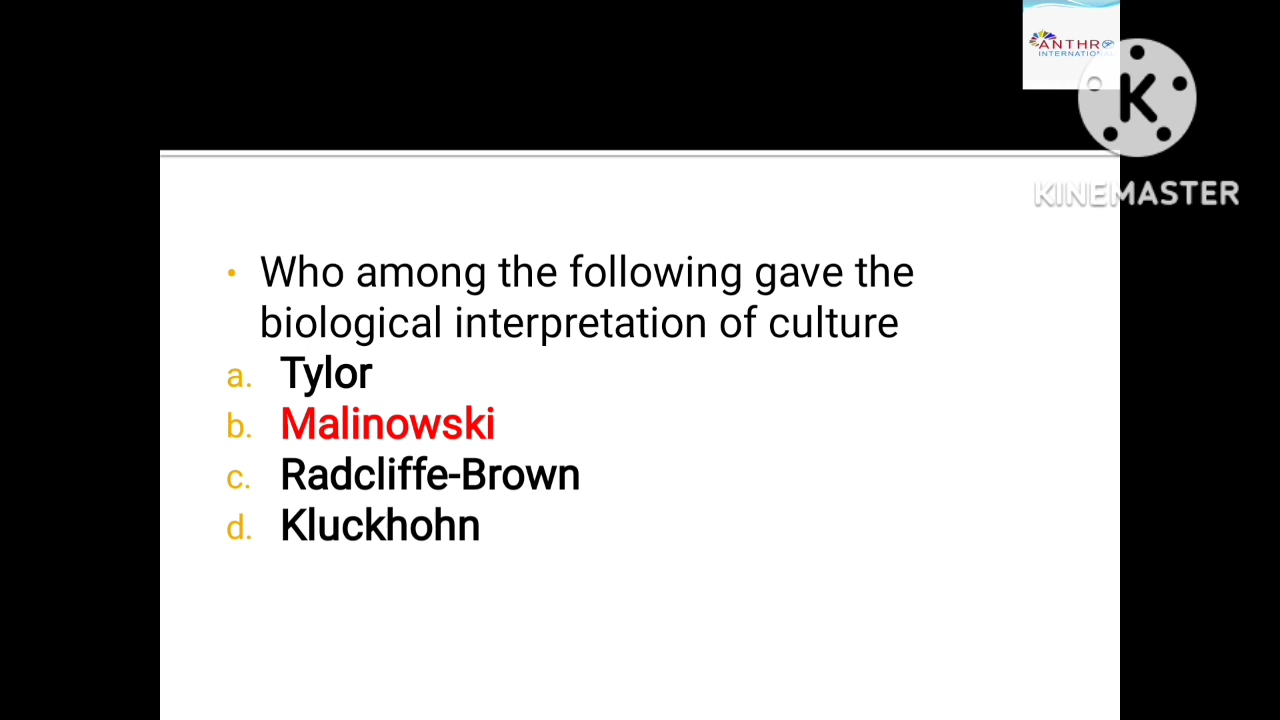 ANTHRO
INTERNATIONAL
K
KINEMASTER
• Who among the following gave the
biological interpretation of culture
a. Tylor
b. Malinowski
c. Radcliffe-Brown
d. Kluckhohn